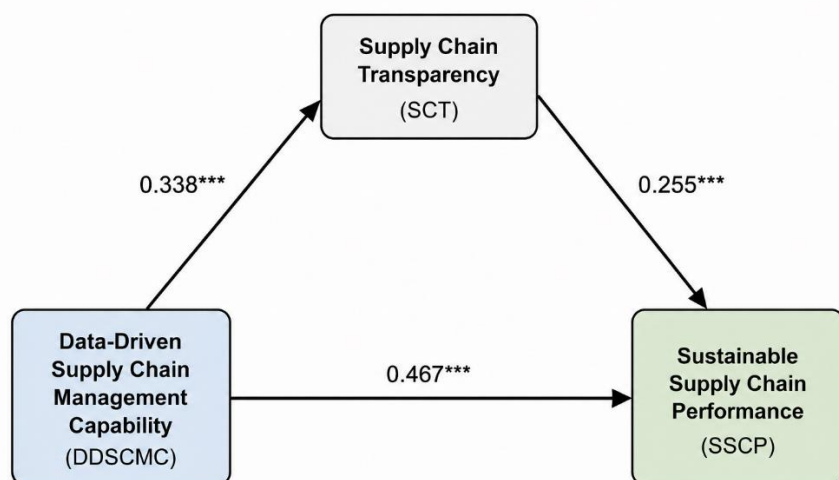 Supply Chain
Transparency
(SCT)
0.338***
0.255***
Data-Driven
Supply Chain
Management
Capability
(DDSCMC)
0.467***
Sustainable
Supply Chain
Performance
(SSCP)